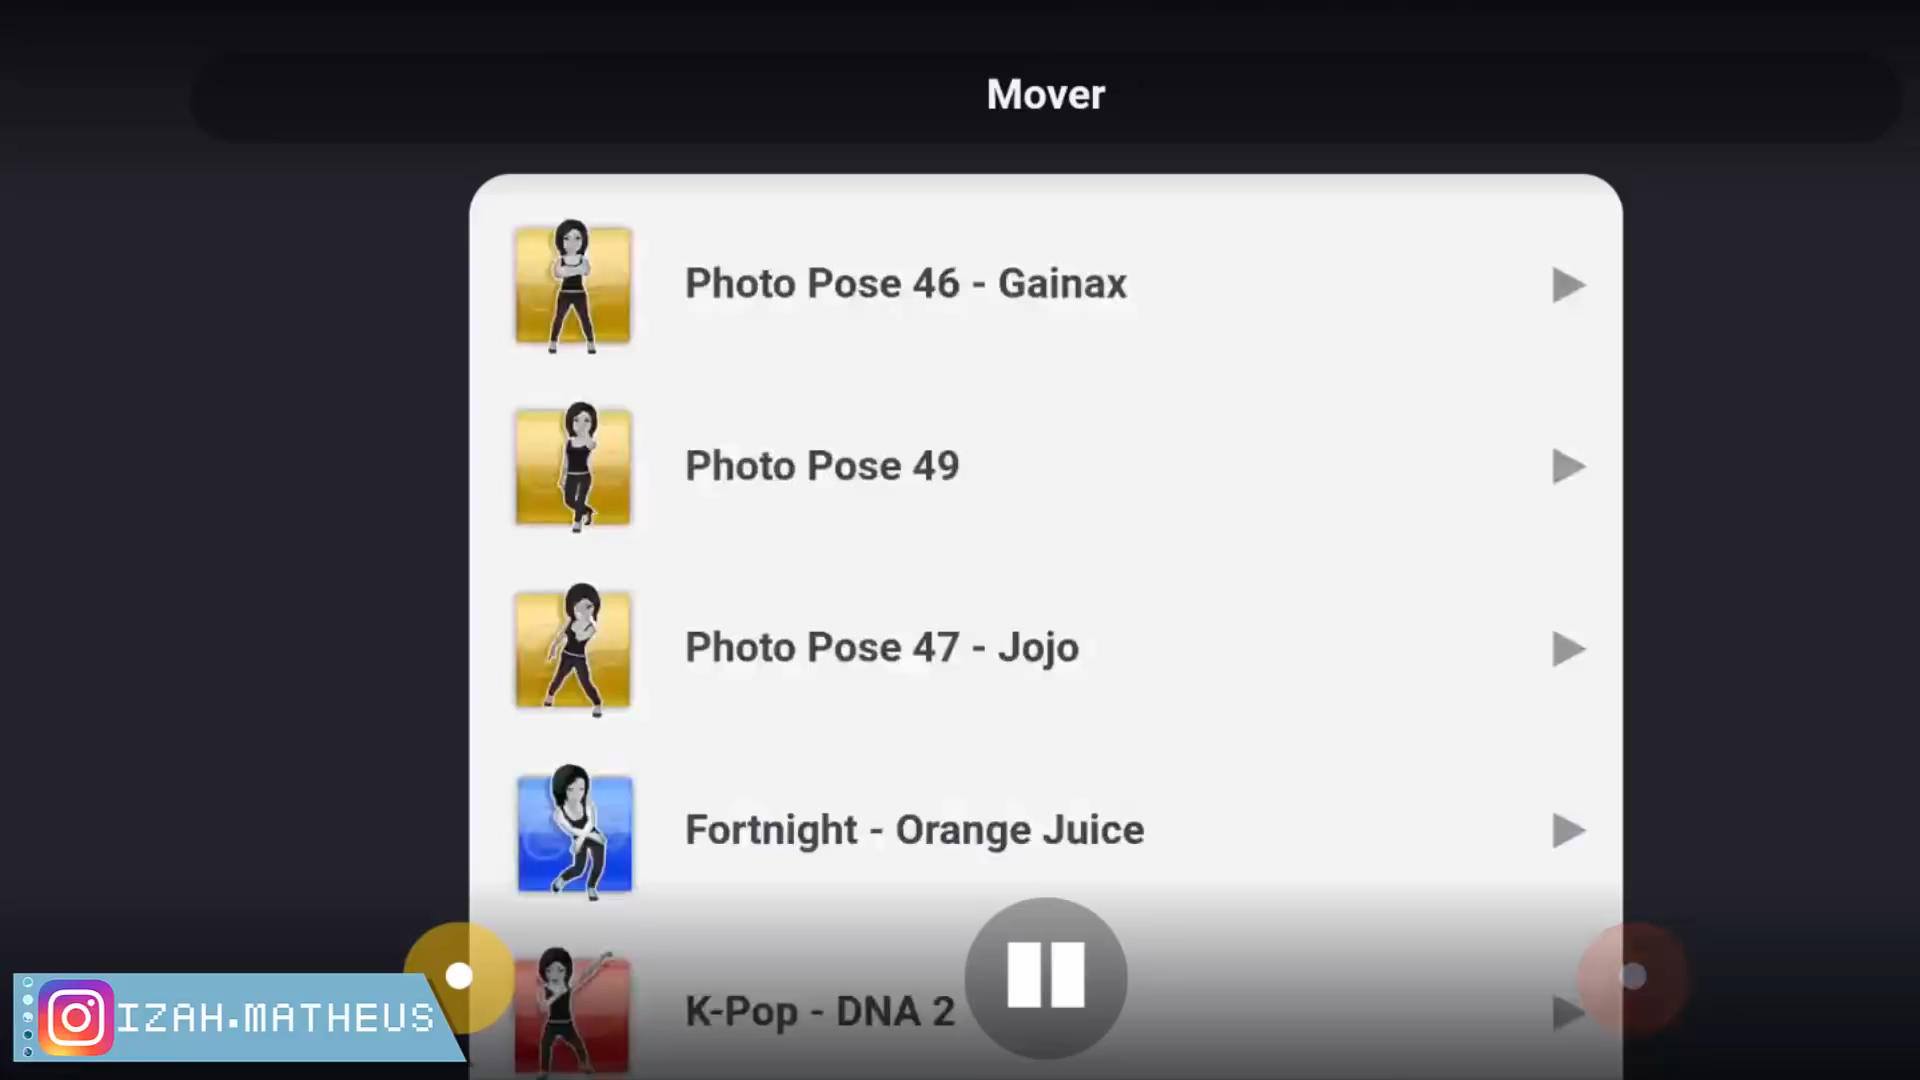 Mover
Photo Pose 46 - Gainax
Photo Pose 49
Photo Pose 47 - Jojo
Fortnight - Orange Juice
K-Pop - DNA 2
IZAH.MATHEUS